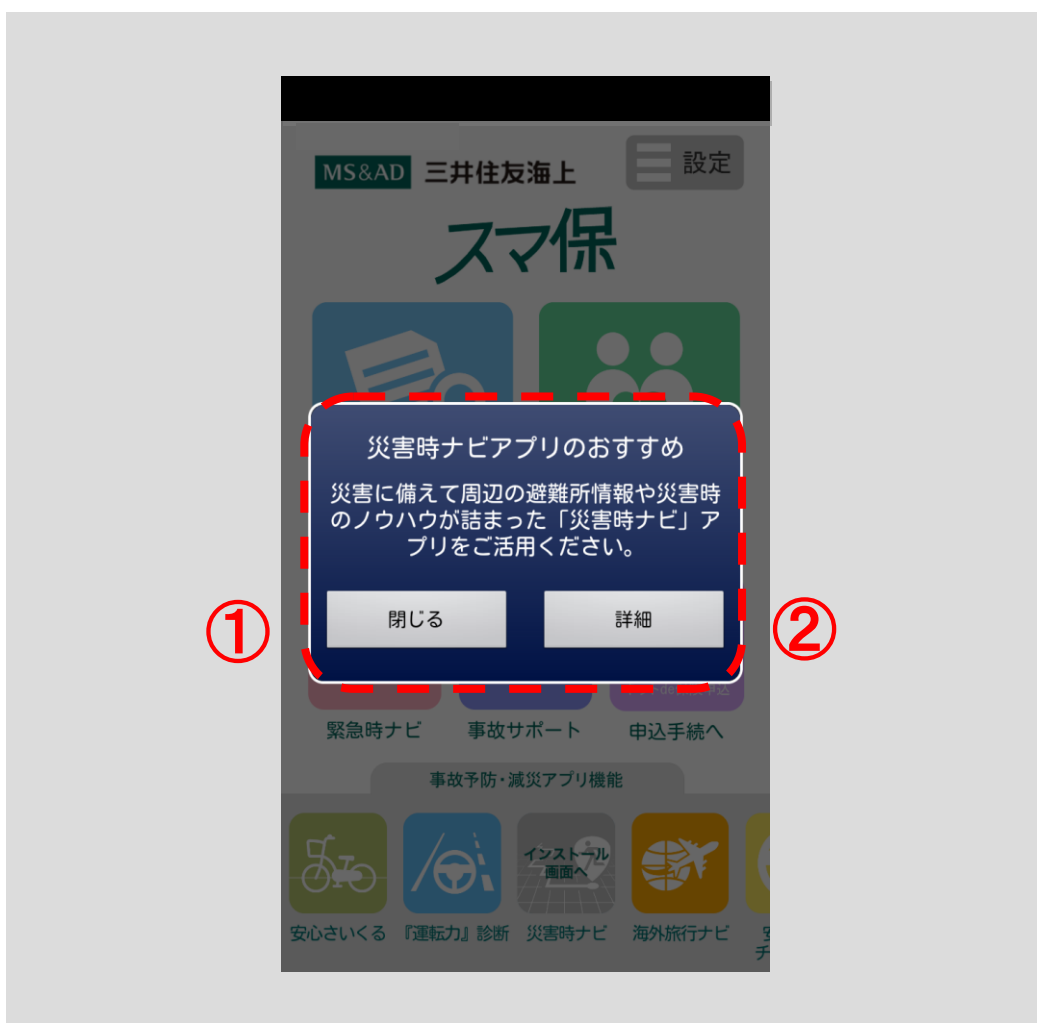 MS&AD 三井住友海上
設定
スマ保
災害時ナビアプリのおすすめ
災害に備えて周辺の避難所情報や災害時
のノウハウが詰まった「災害時ナビ」ア
プリをご活用ください。
① 閉じる 詳細 ②
緊急時ナビ 事故サポート 申込手続へ
事故予防・減災アプリ機能
インストール
画面へ
安心さいくる 『運転力』診断 災害時ナビ 海外旅行ナビ